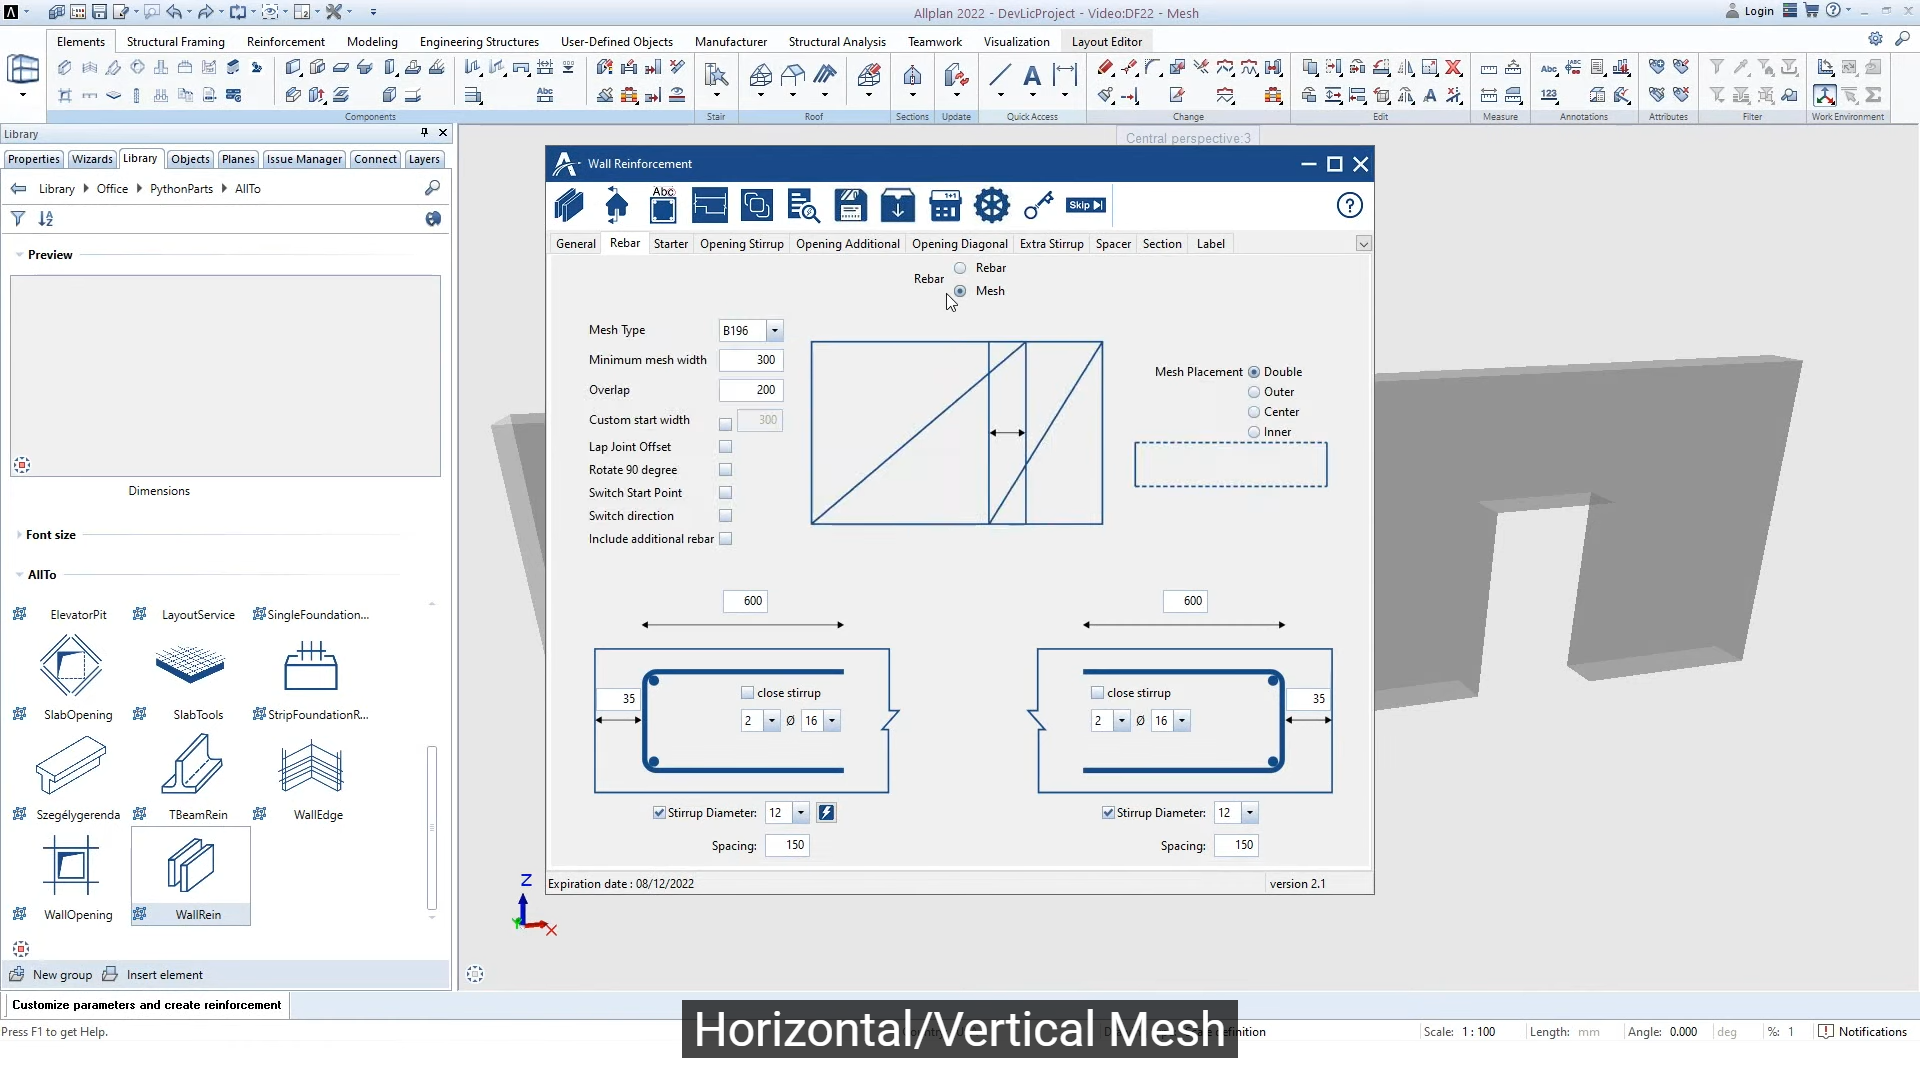 Allplan 2022 - DevLicProject - Video:DF22 - Mesh
Login
Elements Structural Framing Reinforcement Modeling Engineering Structures User-Defined Objects Manufacturer Structural Analysis Teamwork Visualization Layout Editor
Components Stair Roof Sections Update Quick Access Change Edit Measure Annotations Attributes Filter Work Environment
Library
Properties Wizards Library Objects Planes Issue Manager Connect Layers
Library Office PythonParts AllTo
Preview
Dimensions
Font size
AllTo
ElevatorPit LayoutService SingleFoundation...
SlabOpening SlabTools StripFoundationR...
Szegélygerenda TBeamRein WallEdge
WallOpening WallRein
New group Insert element
Customize parameters and create reinforcement
Press F1 to get Help.
Central perspective:3
Wall Reinforcement
Abc
Skip
General Rebar Starter Opening Stirrup Opening Additional Opening Diagonal Extra Stirrup Spacer Section Label
Rebar Rebar
Mesh
Mesh Type B196
Minimum mesh width 300
Overlap 200
Custom start width 300
Lap Joint Offset
Rotate 90 degree
Switch Start Point
Switch direction
Include additional rebar
Mesh Placement Double
Outer
Center
Inner
600 600
35 close stirrup close stirrup 35
2 Ø 16 2 Ø 16
Stirrup Diameter: 12 Stirrup Diameter: 12
Spacing: 150 Spacing: 150
Expiration date : 08/12/2022 version 2.1
Z
X
Horizontal/Vertical Mesh
Scale: 1 : 100 Length: mm Angle: 0.000 deg %: 1 Notifications